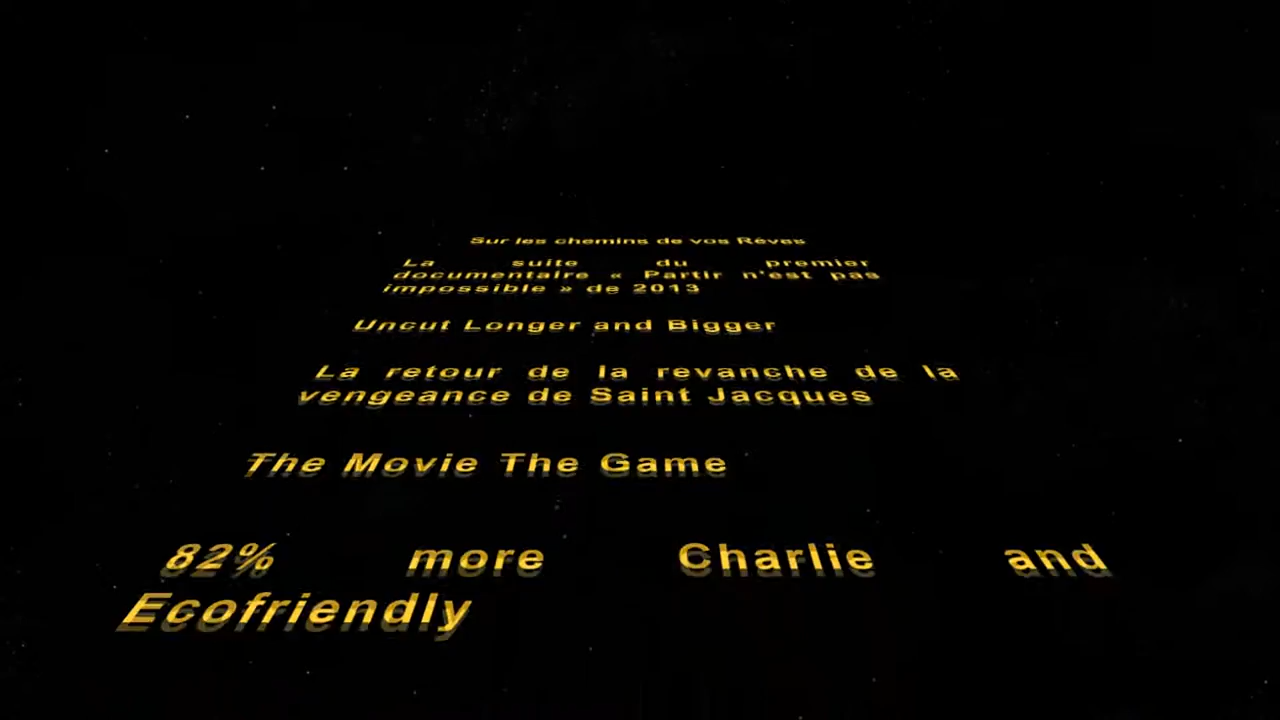 Sur les chemins de vos Rêves
La suite du premier
documentaire « Partir n'est pas
impossible » de 2013
Uncut Longer and Bigger
La retour de la revanche de la
vengeance de Saint Jacques
The Movie The Game
82% more Charlie and
Ecofriendly